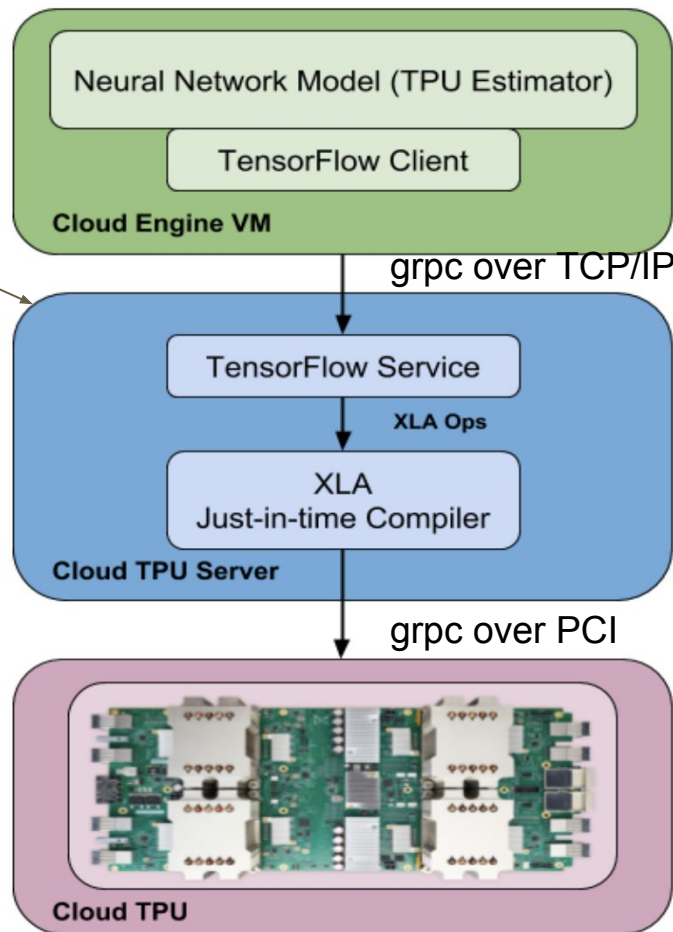 Neural Network Model (TPU Estimator)
TensorFlow Client
Cloud Engine VM
grpc over TCP/IP
TensorFlow Service
XLA Ops
XLA
Just-in-time Compiler
Cloud TPU Server
grpc over PCI
Cloud TPU